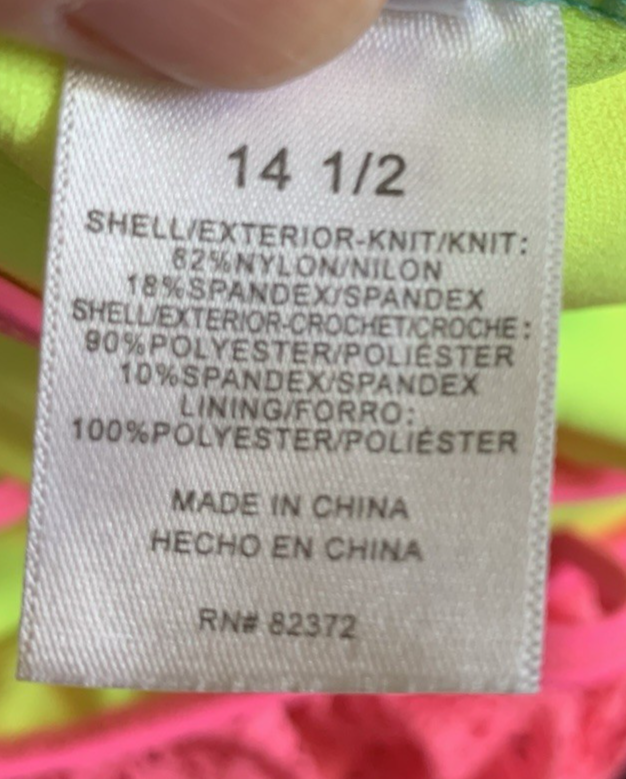 14 1/2
SHELL/EXTERIOR-KNIT/KNIT:
82%NYLON/NILON
18%SPANDEX/SPANDEX
SHELL/EXTERIOR-CROCHET/CROCHE:
90%POLYESTER/POLIÉSTER
10%SPANDEX/SPANDEX
LINING/FORRO:
100%POLYESTER/POLIÉSTER
MADE IN CHINA
HECHO EN CHINA
RN# 82372